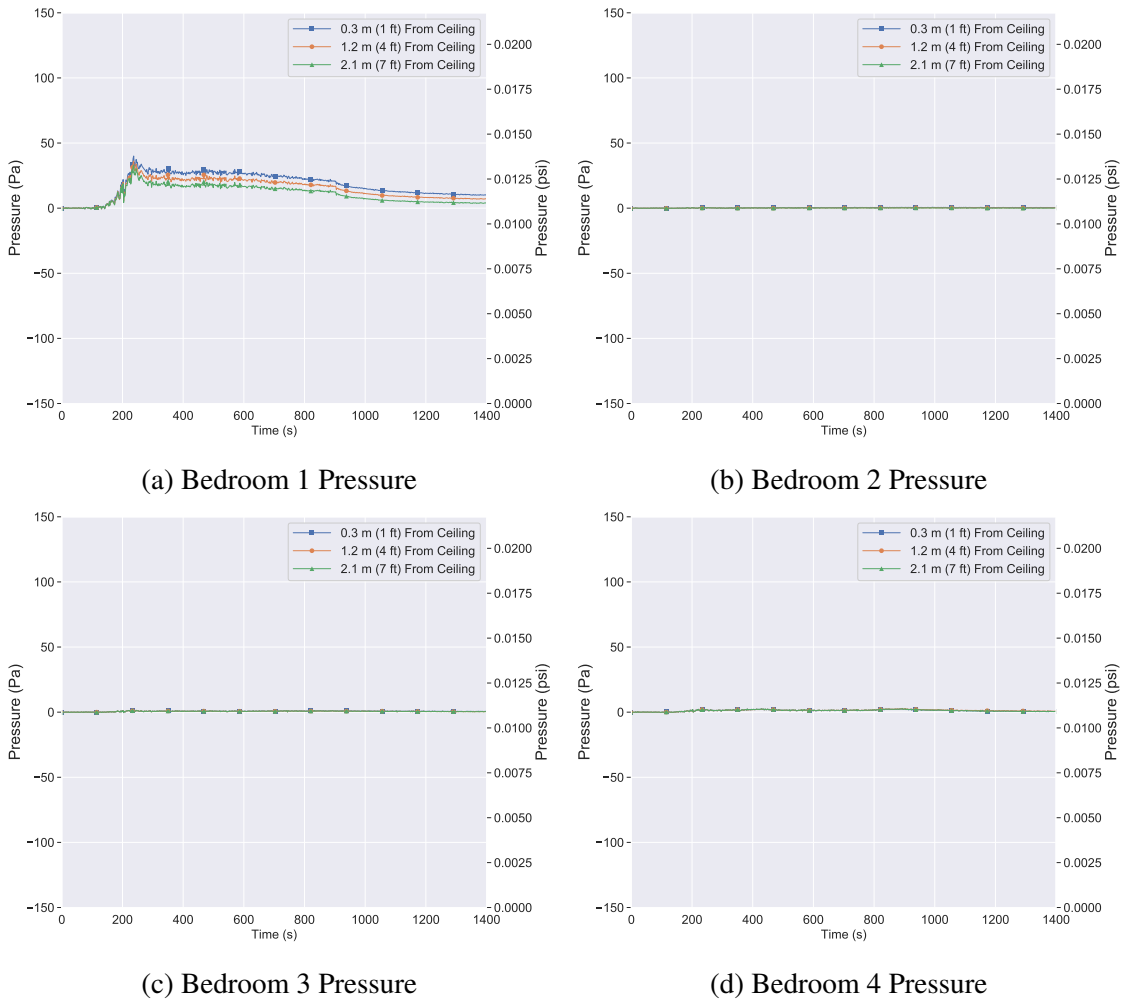 150
100
50
0
−50
−100
−150
Pressure (Pa)
0.3 m (1 ft) From Ceiling
1.2 m (4 ft) From Ceiling
2.1 m (7 ft) From Ceiling
0.0200
0.0175
0.0150
0.0125
0.0100
0.0075
0.0050
0.0025
0.0000
Pressure (psi)
0 200 400 600 800 1000 1200 1400
Time (s)
(a) Bedroom 1 Pressure
150
100
50
0
−50
−100
−150
Pressure (Pa)
0.3 m (1 ft) From Ceiling
1.2 m (4 ft) From Ceiling
2.1 m (7 ft) From Ceiling
0.0200
0.0175
0.0150
0.0125
0.0100
0.0075
0.0050
0.0025
0.0000
Pressure (psi)
0 200 400 600 800 1000 1200 1400
Time (s)
(b) Bedroom 2 Pressure
150
100
50
0
−50
−100
−150
Pressure (Pa)
0.3 m (1 ft) From Ceiling
1.2 m (4 ft) From Ceiling
2.1 m (7 ft) From Ceiling
0.0200
0.0175
0.0150
0.0125
0.0100
0.0075
0.0050
0.0025
0.0000
Pressure (psi)
0 200 400 600 800 1000 1200 1400
Time (s)
(c) Bedroom 3 Pressure
150
100
50
0
−50
−100
−150
Pressure (Pa)
0.3 m (1 ft) From Ceiling
1.2 m (4 ft) From Ceiling
2.1 m (7 ft) From Ceiling
0.0200
0.0175
0.0150
0.0125
0.0100
0.0075
0.0050
0.0025
0.0000
Pressure (psi)
0 200 400 600 800 1000 1200 1400
Time (s)
(d) Bedroom 4 Pressure